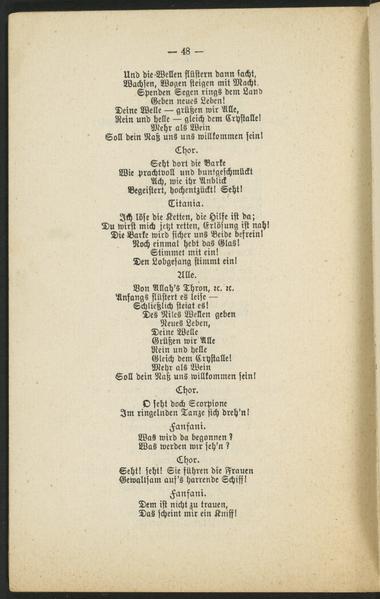 — 48 —
Und die Wellen flüstern dann sacht,
Wachsen, Wogen steigen mit Macht.
Spenden Segen rings dem Land
Geben neues Leben!
Deine Welle — grüßen wir Alle,
Rein und helle — gleich dem Crystalle!
Mehr als Wein
Soll dein Naß uns uns willkommen sein!
Chor.
Seht dort die Barke
Wie prachtvoll und buntgeschmückt
Ach, wie ihr Anblick
Begeistert, hochentzückt! Seht!
Titania.
Ich löse die Ketten, die Hilfe ist da;
Du wirst mich jetzt retten, Erlösung ist nah!
Die Barke wird sicher uns Beide befrein!
Noch einmal hebt das Glas!
Stimmet mit ein!
Den Lobgesang stimmt ein!
Alle.
Von Allah's Thron, ꝛc. ꝛc.
Anfangs flüstert es leise —
Schließlich steiat es!
Des Niles Wellen geben
Neues Leben,
Deine Welle
Grüßen wir Alle
Rein und helle
Gleich dem Crystalle!
Mehr als Wein
Soll dein Naß uns willkommen sein!
Chor.
O seht doch Scorpione
Im ringelnden Tanze sich dreh'n!
Fanfani.
Was wird da begonnen?
Was werden wir seh'n?
Chor.
Seht! seht! Sie führen die Frauen
Gewaltsam auf's harrende Schiff!
Fanfani.
Dem ist nicht zu trauen,
Das scheint mir ein Kniff!